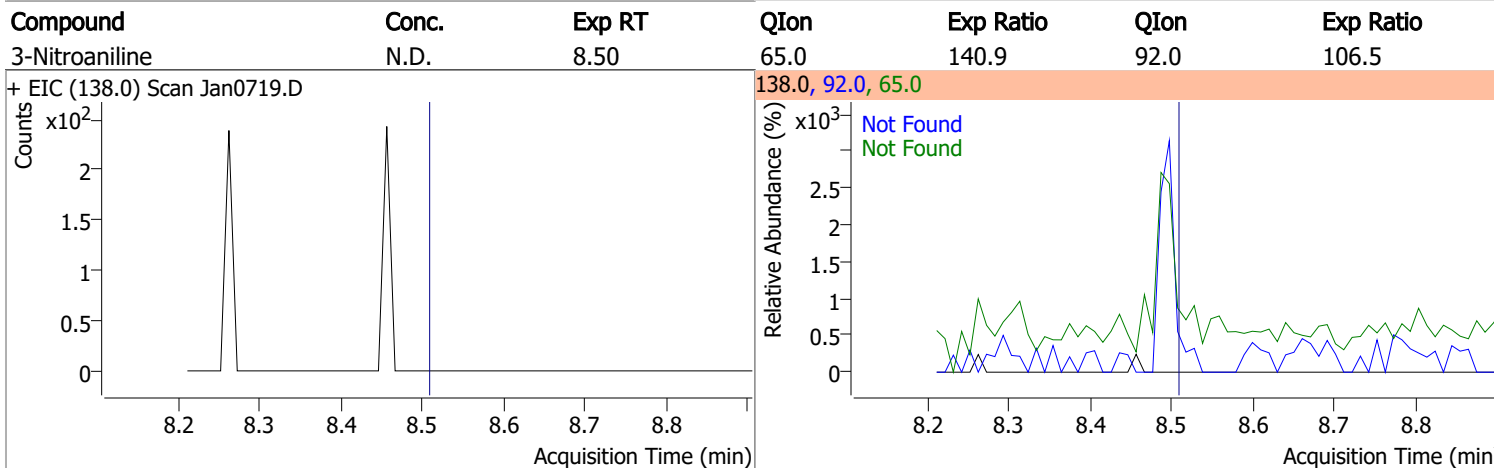 Compound Conc. Exp RT QIon Exp Ratio QIon Exp Ratio
3-Nitroaniline N.D. 8.50 65.0 140.9 92.0 106.5
+ EIC (138.0) Scan Jan0719.D
Counts
x10²
2
1.5
1
0.5
0
8.2 8.3 8.4 8.5 8.6 8.7 8.8
Acquisition Time (min)
138.0, 92.0, 65.0
Relative Abundance (%)
x10³
Not Found
Not Found
2.5
2
1.5
1
0.5
0
8.2 8.3 8.4 8.5 8.6 8.7 8.8
Acquisition Time (min